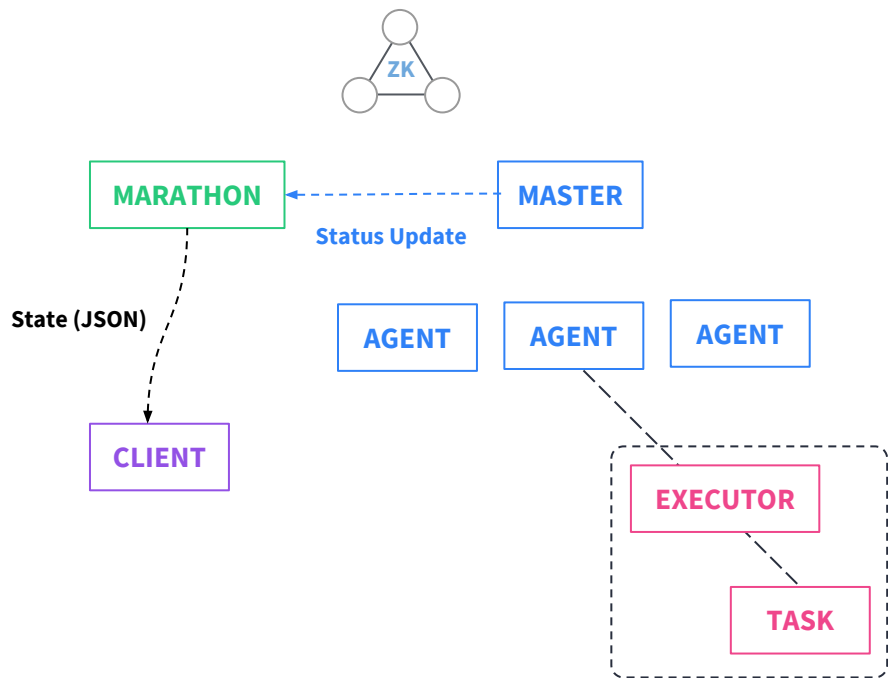 ZK
MARATHON
MASTER
Status Update
State (JSON)
AGENT
AGENT
AGENT
CLIENT
EXECUTOR
TASK